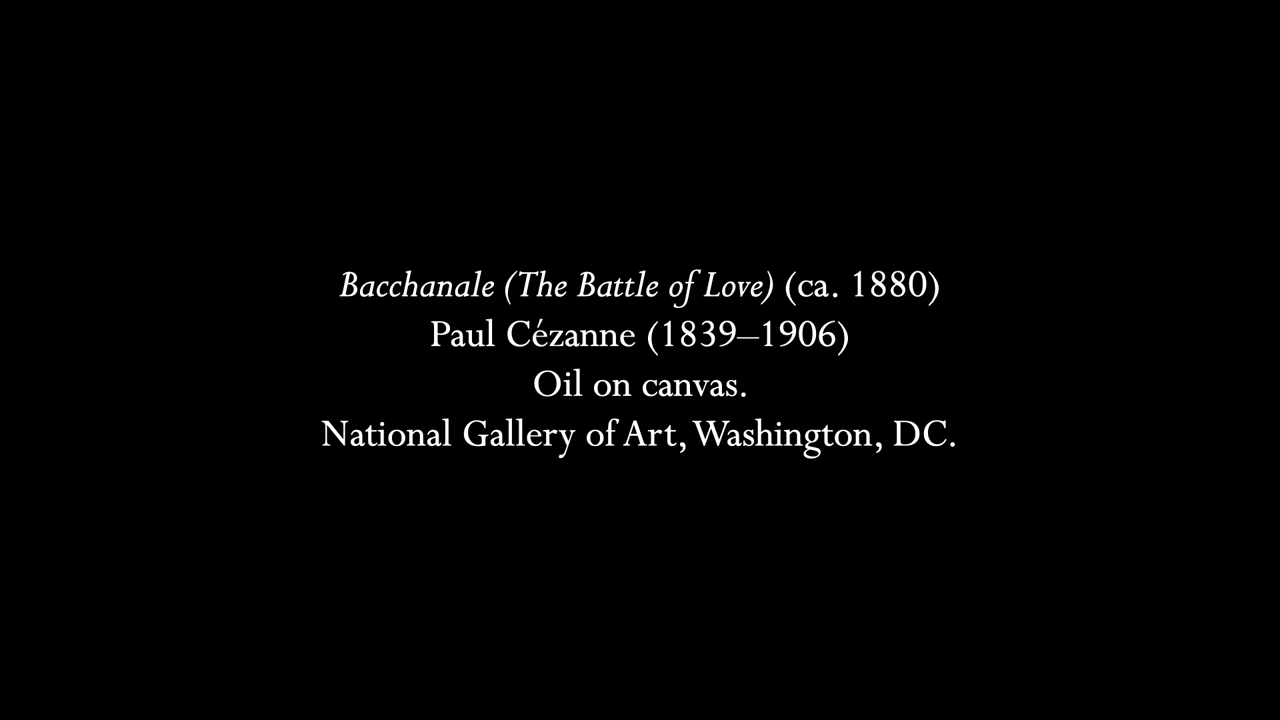 Bacchanale (The Battle of Love) (ca. 1880)
Paul Cézanne (1839–1906)
Oil on canvas.
National Gallery of Art, Washington, DC.